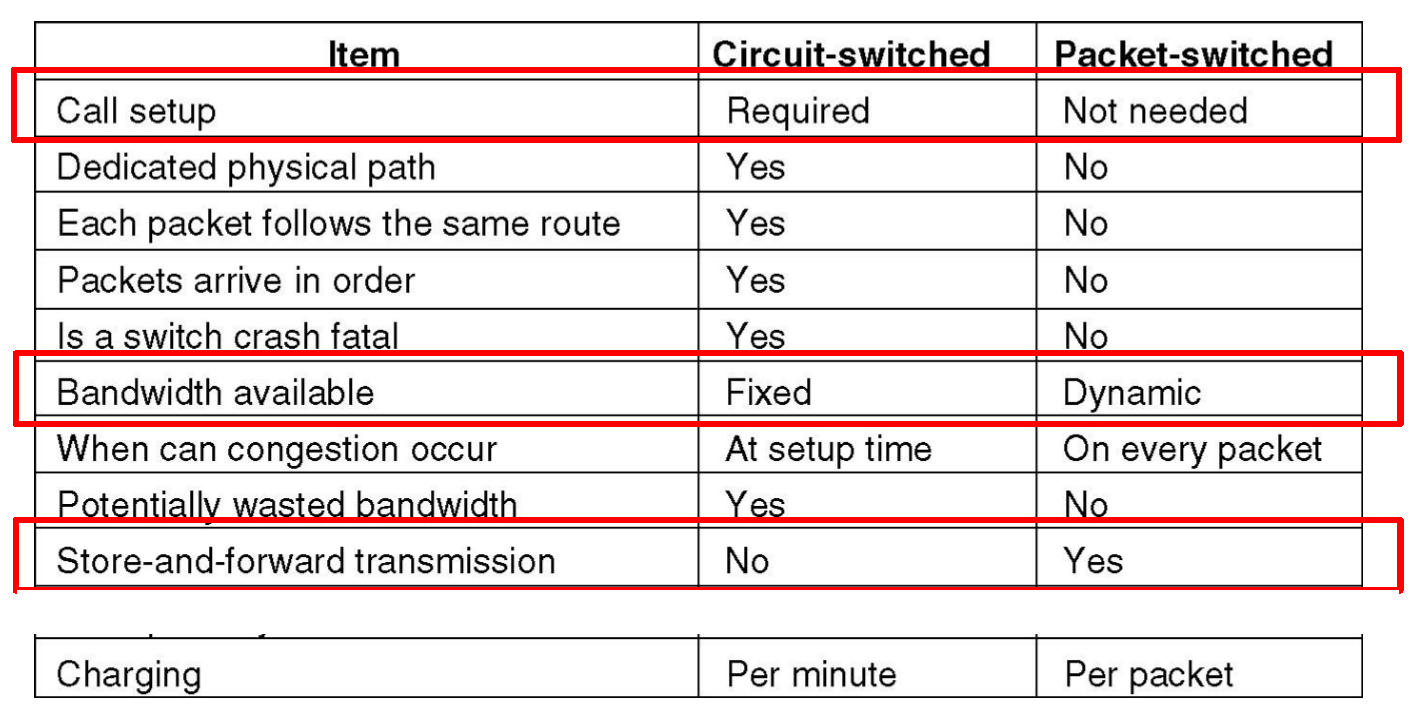 Item Circuit-switched Packet-switched
Call setup Required Not needed
Dedicated physical path Yes No
Each packet follows the same route Yes No
Packets arrive in order Yes No
Is a switch crash fatal Yes No
Bandwidth available Fixed Dynamic
When can congestion occur At setup time On every packet
Potentially wasted bandwidth Yes No
Store-and-forward transmission No Yes
Charging Per minute Per packet